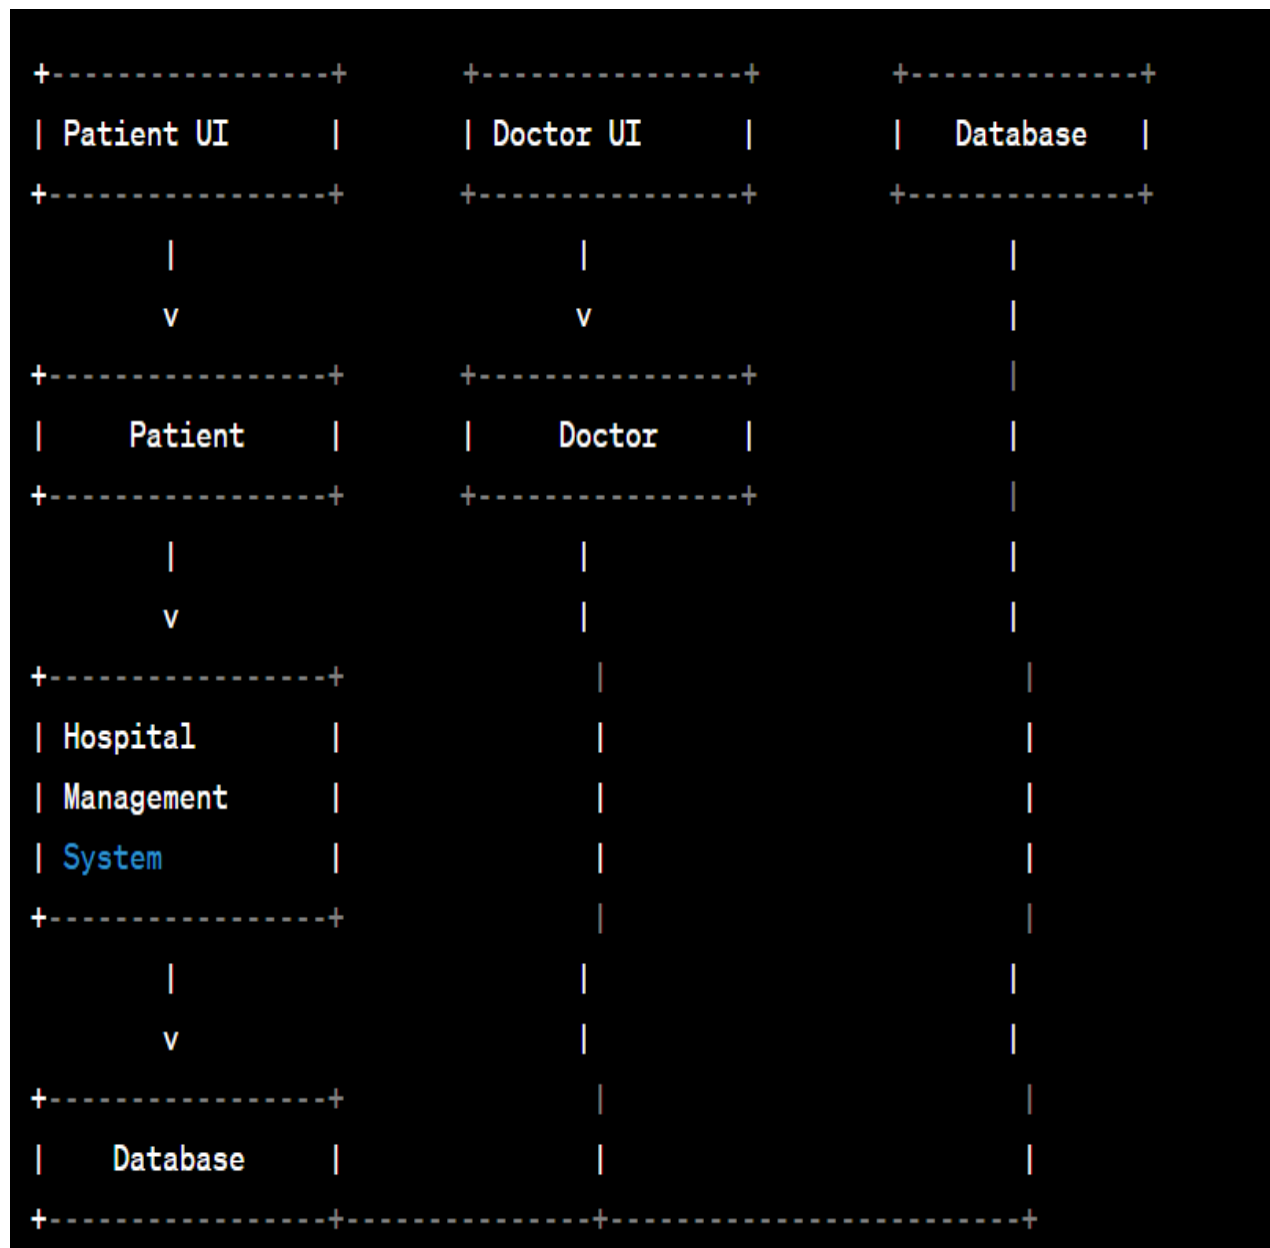 +-----------------+       +----------------+        +--------------+
| Patient UI      |       | Doctor UI      |        |   Database   |
+-----------------+       +----------------+        +--------------+
        |                         |                         |
        v                         v                         |
+-----------------+       +----------------+                |
|     Patient     |       |     Doctor     |                |
+-----------------+       +----------------+                |
        |                         |                         |
        v                         |                         |
+-----------------+                |                         |
| Hospital        |                |                         |
| Management      |                |                         |
| System          |                |                         |
+-----------------+                |                         |
        |                         |                         |
        v                         |                         |
+-----------------+                |                         |
|    Database     |                |                         |
+-----------------+---------------+-------------------------+